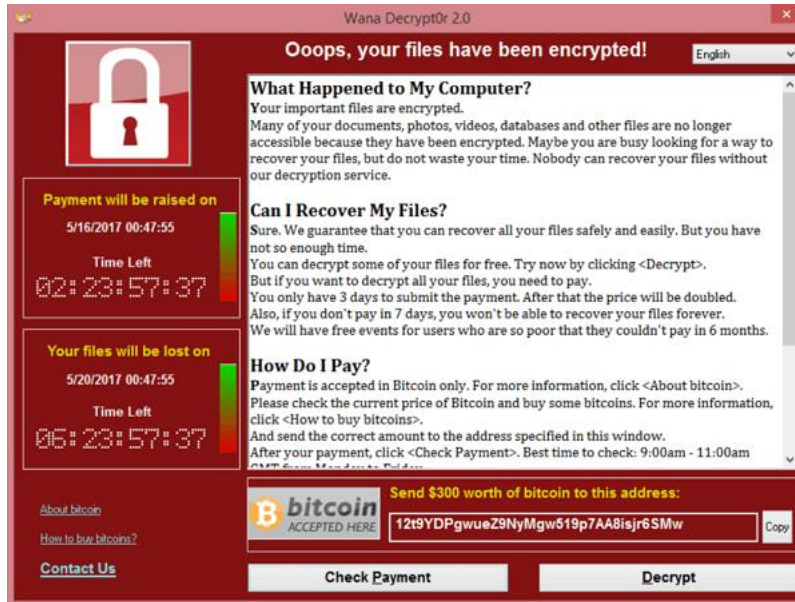 Wana Decrypt0r 2.0
Ooops, your files have been encrypted!
English
Payment will be raised on
5/16/2017 00:47:55
Time Left
02:23:57:37
Your files will be lost on
5/20/2017 00:47:55
Time Left
06:23:57:37
About bitcoin
How to buy bitcoins?
Contact Us
What Happened to My Computer?
Your important files are encrypted.
Many of your documents, photos, videos, databases and other files are no longer
accessible because they have been encrypted. Maybe you are busy looking for a way to
recover your files, but do not waste your time. Nobody can recover your files without
our decryption service.
Can I Recover My Files?
Sure. We guarantee that you can recover all your files safely and easily. But you have
not so enough time.
You can decrypt some of your files for free. Try now by clicking <Decrypt>.
But if you want to decrypt all your files, you need to pay.
You only have 3 days to submit the payment. After that the price will be doubled.
Also, if you don't pay in 7 days, you won't be able to recover your files forever.
We will have free events for users who are so poor that they couldn't pay in 6 months.
How Do I Pay?
Payment is accepted in Bitcoin only. For more information, click <About bitcoin>.
Please check the current price of Bitcoin and buy some bitcoins. For more information,
click <How to buy bitcoins>.
And send the correct amount to the address specified in this window.
After your payment, click <Check Payment>. Best time to check: 9:00am - 11:00am
GMT from Monday to Friday
bitcoin
ACCEPTED HERE
Send $300 worth of bitcoin to this address:
12t9YDPgwueZ9NyMgw519p7AA8isjr6SMw
Copy
Check Payment
Decrypt